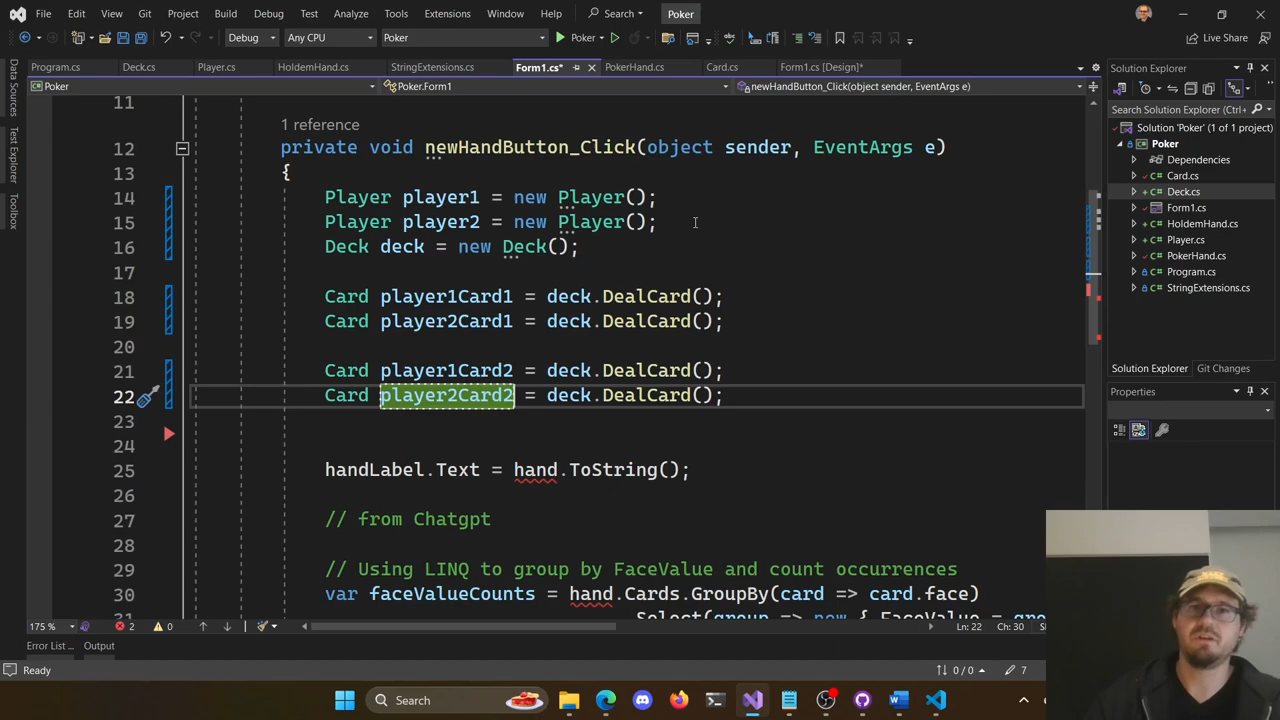 File Edit View Git Project Build Debug Test Analyze Tools Extensions Window Help Search Poker
Debug Any CPU Poker Poker Live Share
Program.cs Deck.cs Player.cs HoldemHand.cs StringExtensions.cs Form1.cs* PokerHand.cs Card.cs Form1.cs [Design]*
Poker Poker.Form1 newHandButton_Click(object sender, EventArgs e)
Data Sources
Test Explorer
Toolbox
11
1 reference
12 private void newHandButton_Click(object sender, EventArgs e)
13 {
14 Player player1 = new Player();
15 Player player2 = new Player();
16 Deck deck = new Deck();
17
18 Card player1Card1 = deck.DealCard();
19 Card player2Card1 = deck.DealCard();
20
21 Card player1Card2 = deck.DealCard();
22 Card player2Card2 = deck.DealCard();
23
24
25 handLabel.Text = hand.ToString();
26
27 // from Chatgpt
28
29 // Using LINQ to group by FaceValue and count occurrences
30 var faceValueCounts = hand.Cards.GroupBy(card => card.face)
175 % 2 0 Ln: 22 Ch: 30
Error List ... Output
Ready 0 / 0 7
Solution Explorer
Search Solution Explorer (Ctrl+
Solution 'Poker' (1 of 1 project)
Poker
Dependencies
Card.cs
Deck.cs
Form1.cs
HoldemHand.cs
Player.cs
PokerHand.cs
Program.cs
StringExtensions.cs
Solution Explorer Git Changes
Properties
Search